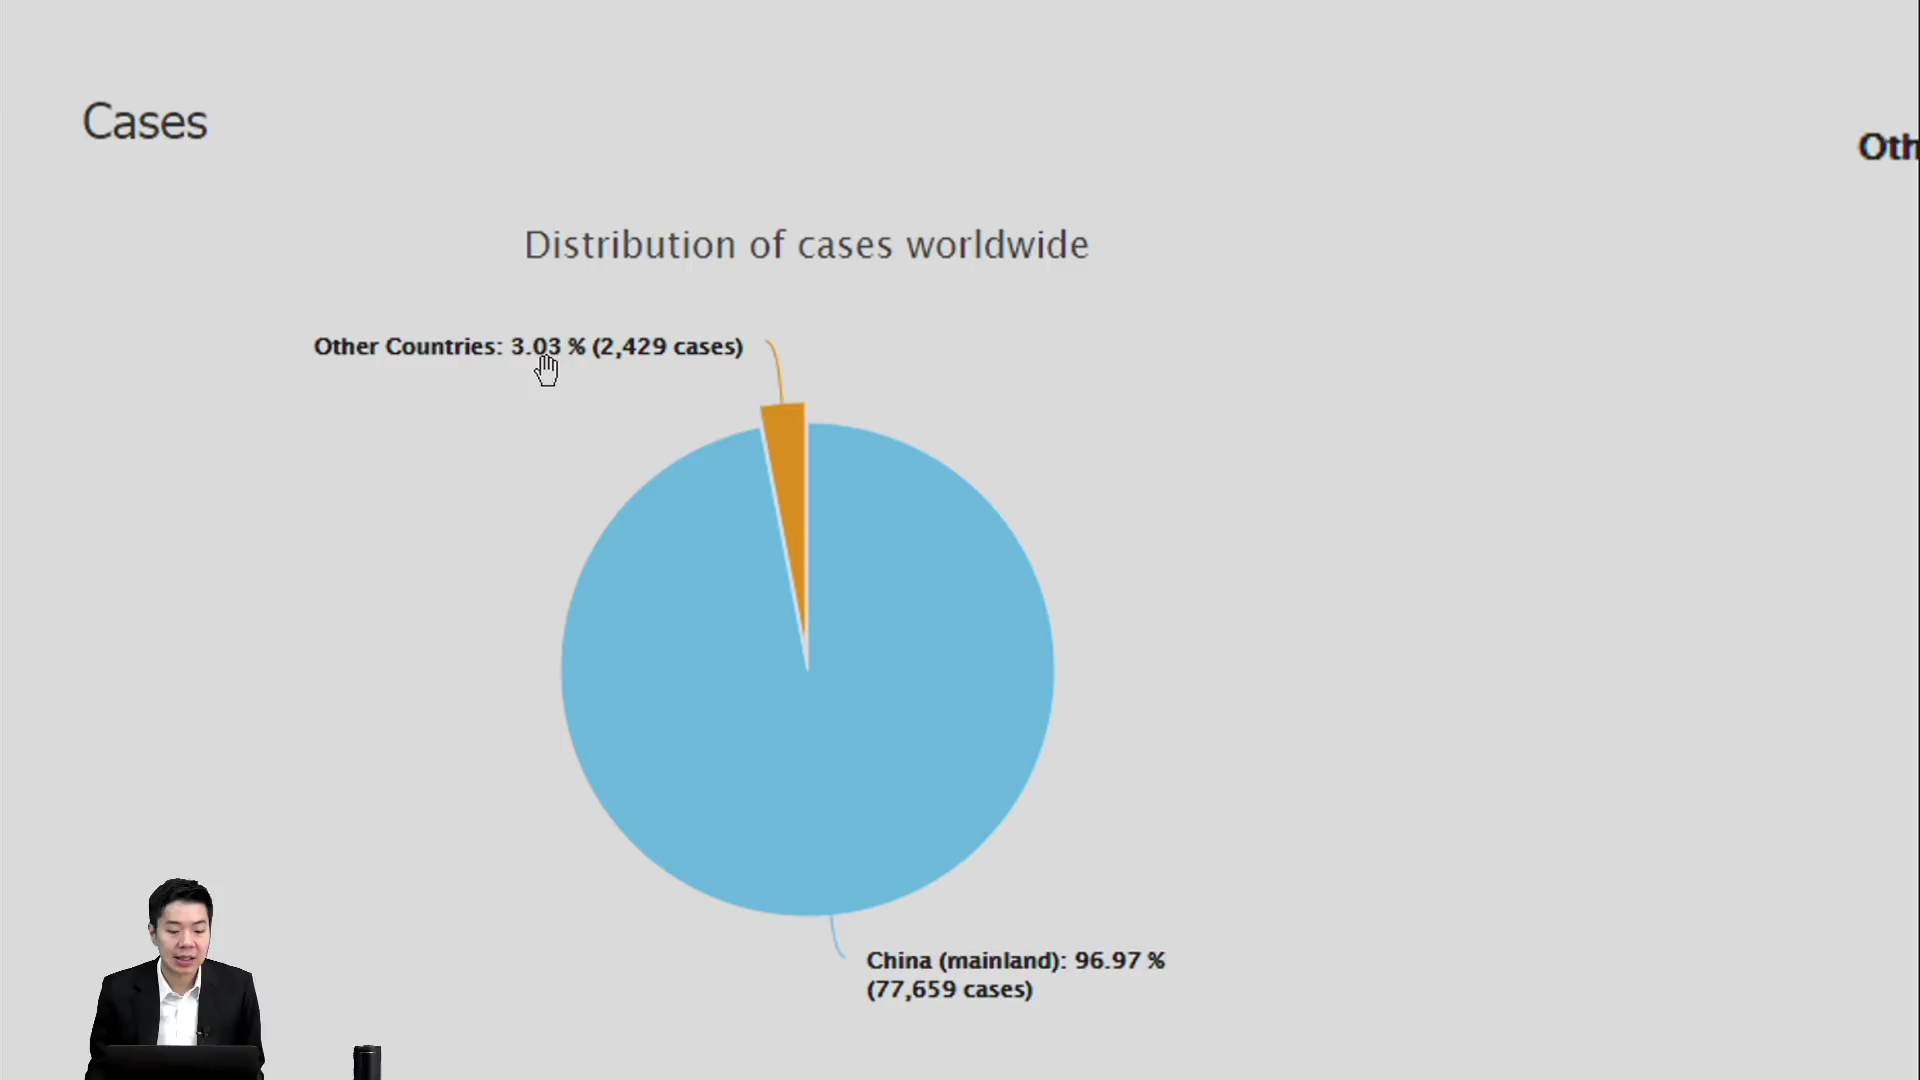 Cases
Oth
Distribution of cases worldwide
Other Countries: 3.03 % (2,429 cases)
China (mainland): 96.97 %
(77,659 cases)